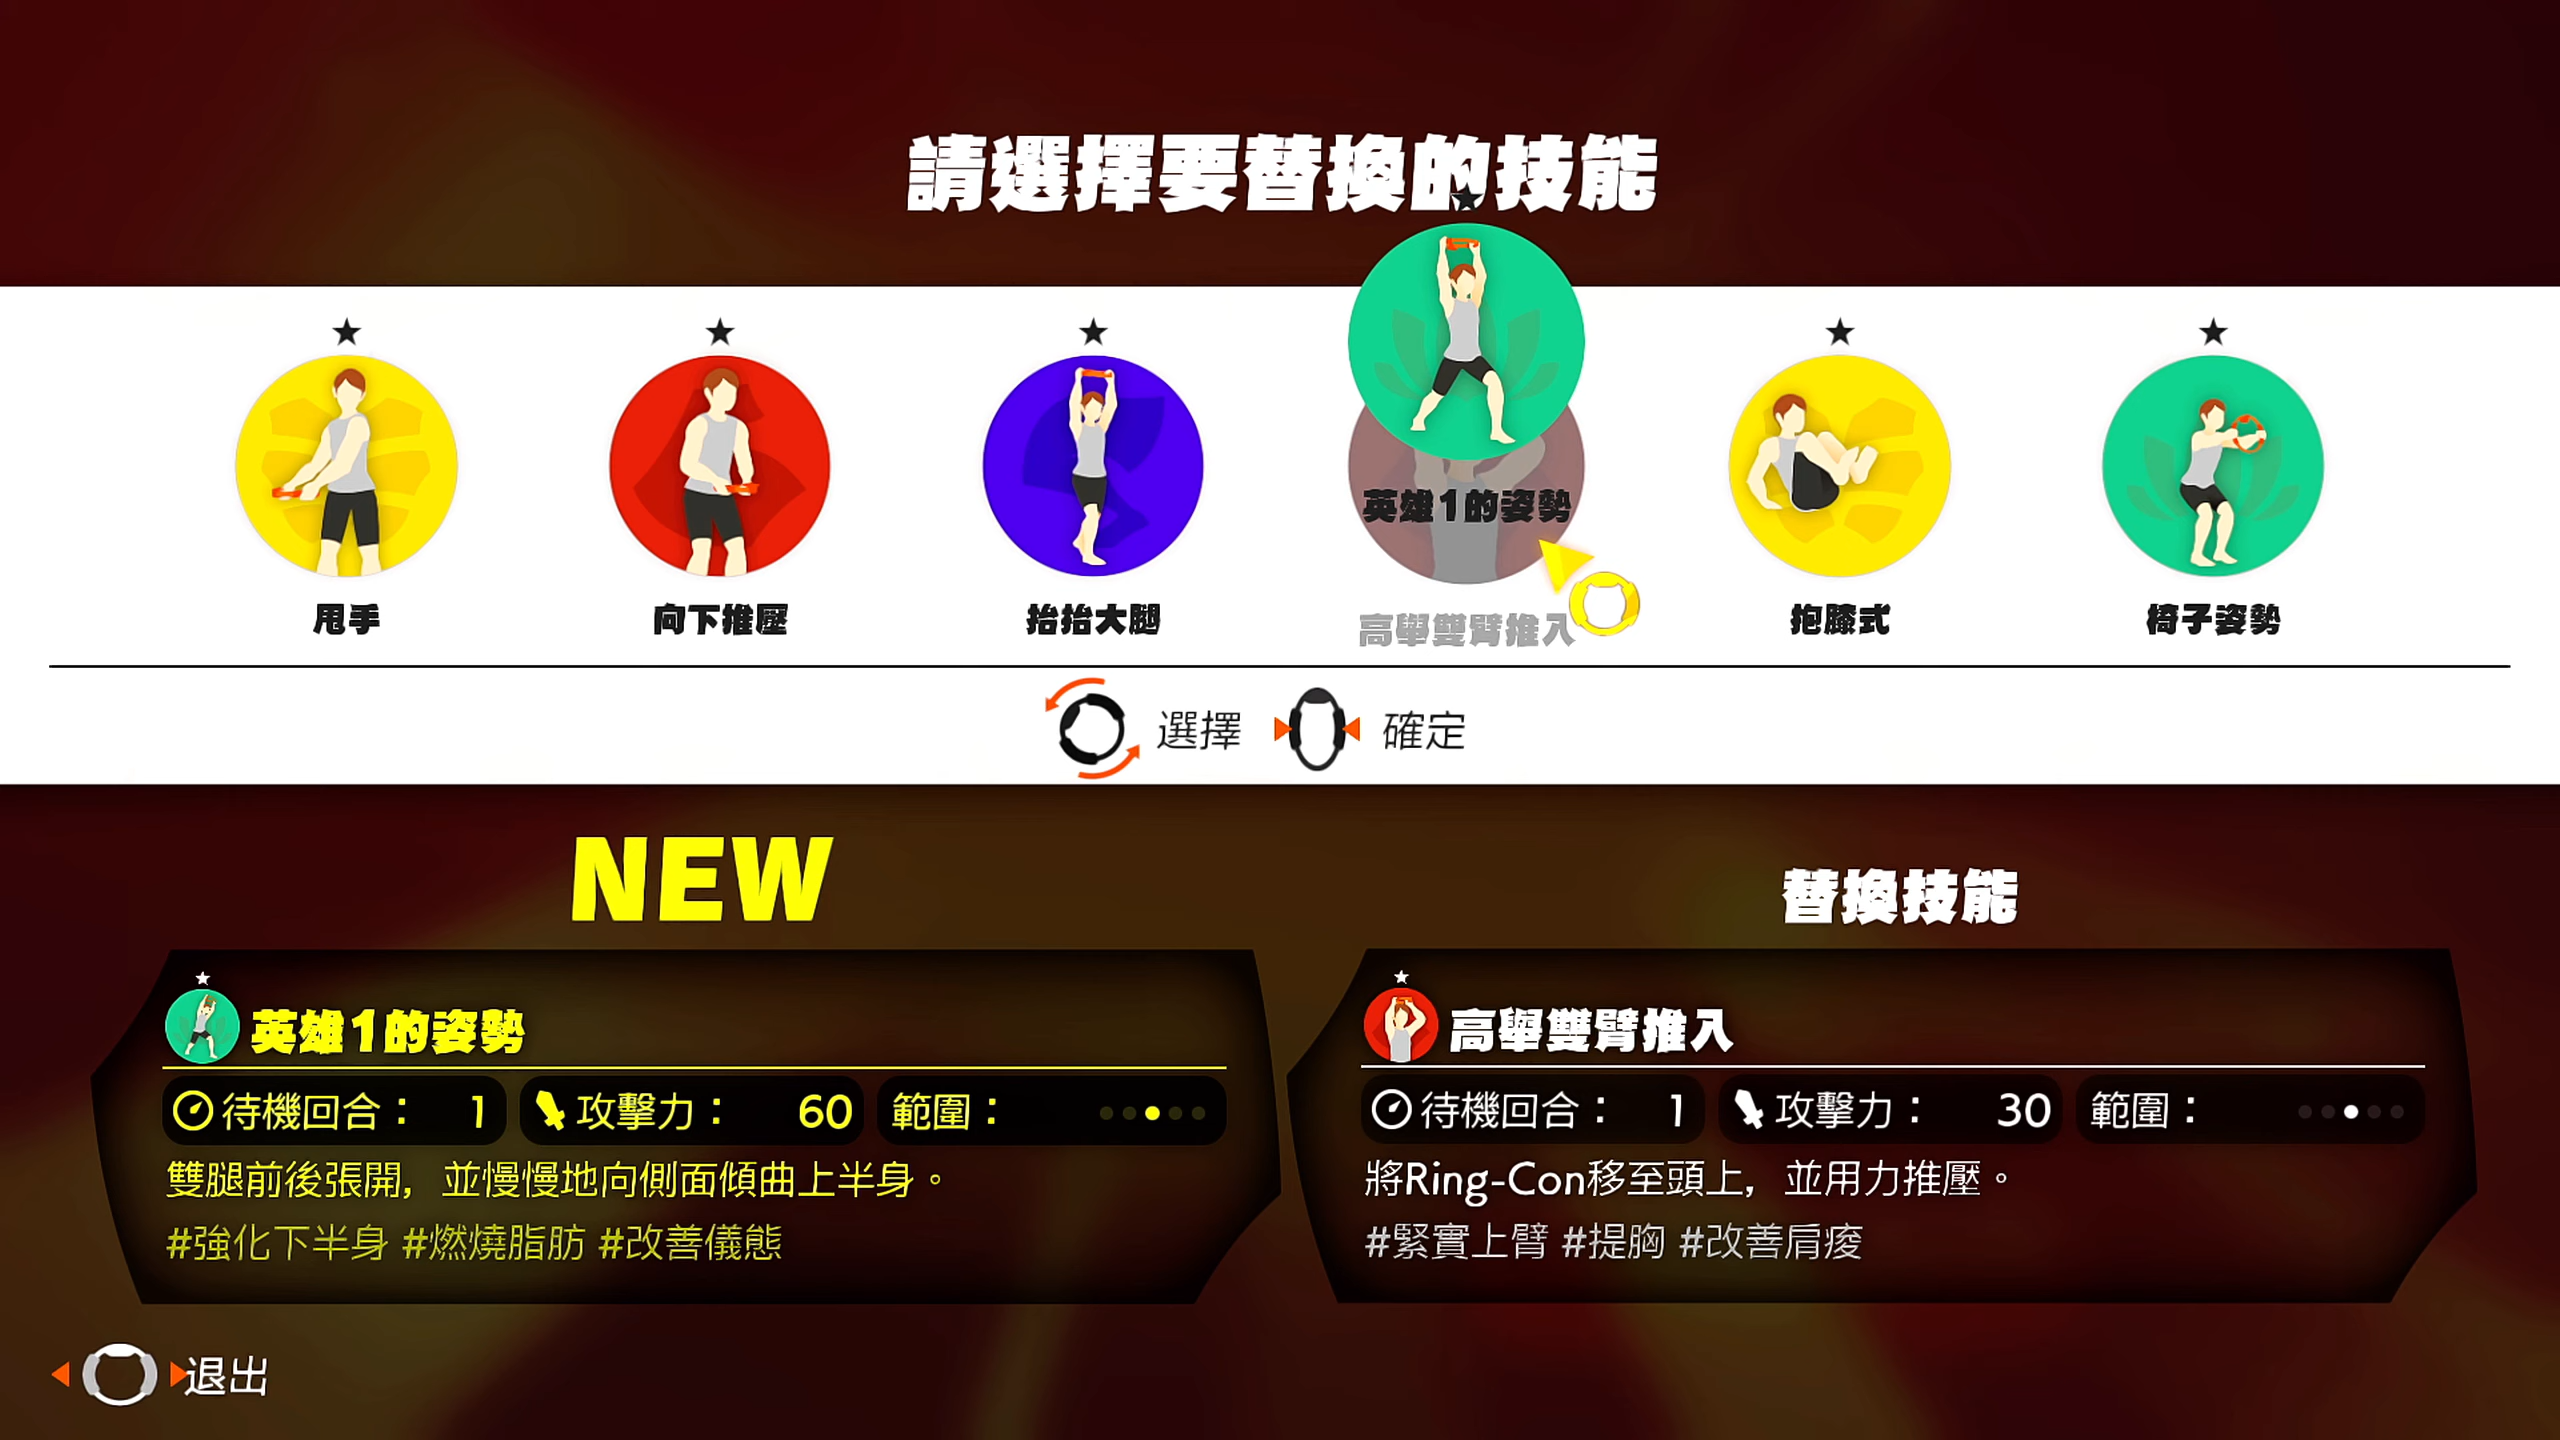 請選擇要替換的技能
甩手
向下推壓
抬抬大腿
英雄1的姿勢
高舉雙臂推入
抱膝式
椅子姿勢
選擇
確定
NEW
英雄1的姿勢
待機回合： 1 攻擊力： 60 範圍：
雙腿前後張開，並慢慢地向側面傾曲上半身。
#強化下半身 #燃燒脂肪 #改善儀態
替換技能
高舉雙臂推入
待機回合： 1 攻擊力： 30 範圍：
將Ring-Con移至頭上，並用力推壓。
#緊實上臂 #提胸 #改善肩痠
退出